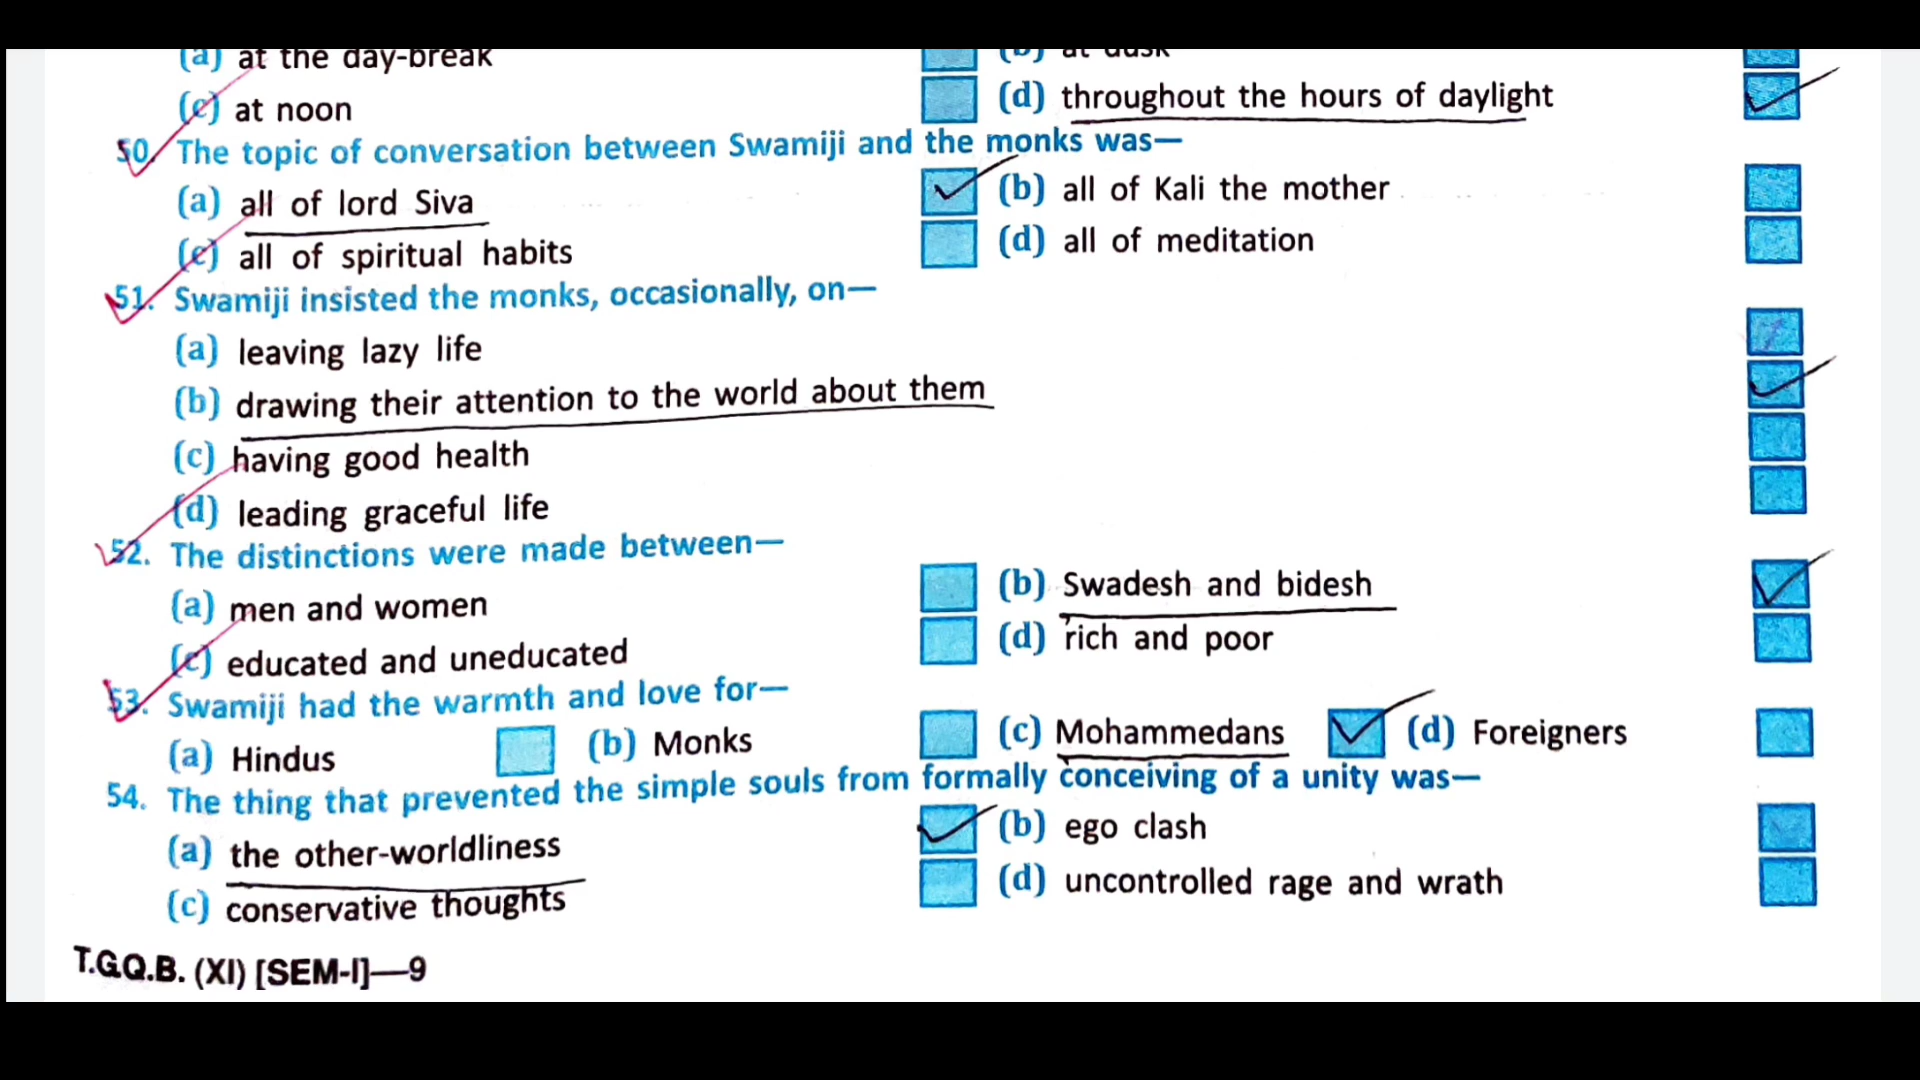 (a) at the day-break (b) at dusk
(c) at noon (d) throughout the hours of daylight
50. The topic of conversation between Swamiji and the monks was—
(a) all of lord Siva (b) all of Kali the mother
(c) all of spiritual habits (d) all of meditation
51. Swamiji insisted the monks, occasionally, on—
(a) leaving lazy life
(b) drawing their attention to the world about them
(c) having good health
(d) leading graceful life
52. The distinctions were made between—
(a) men and women (b) Swadesh and bidesh
(c) educated and uneducated (d) rich and poor
53. Swamiji had the warmth and love for—
(a) Hindus (b) Monks (c) Mohammedans (d) Foreigners
54. The thing that prevented the simple souls from formally conceiving of a unity was—
(a) the other-worldliness (b) ego clash
(c) conservative thoughts (d) uncontrolled rage and wrath
T.G.Q.B. (XI) [SEM-I]—9